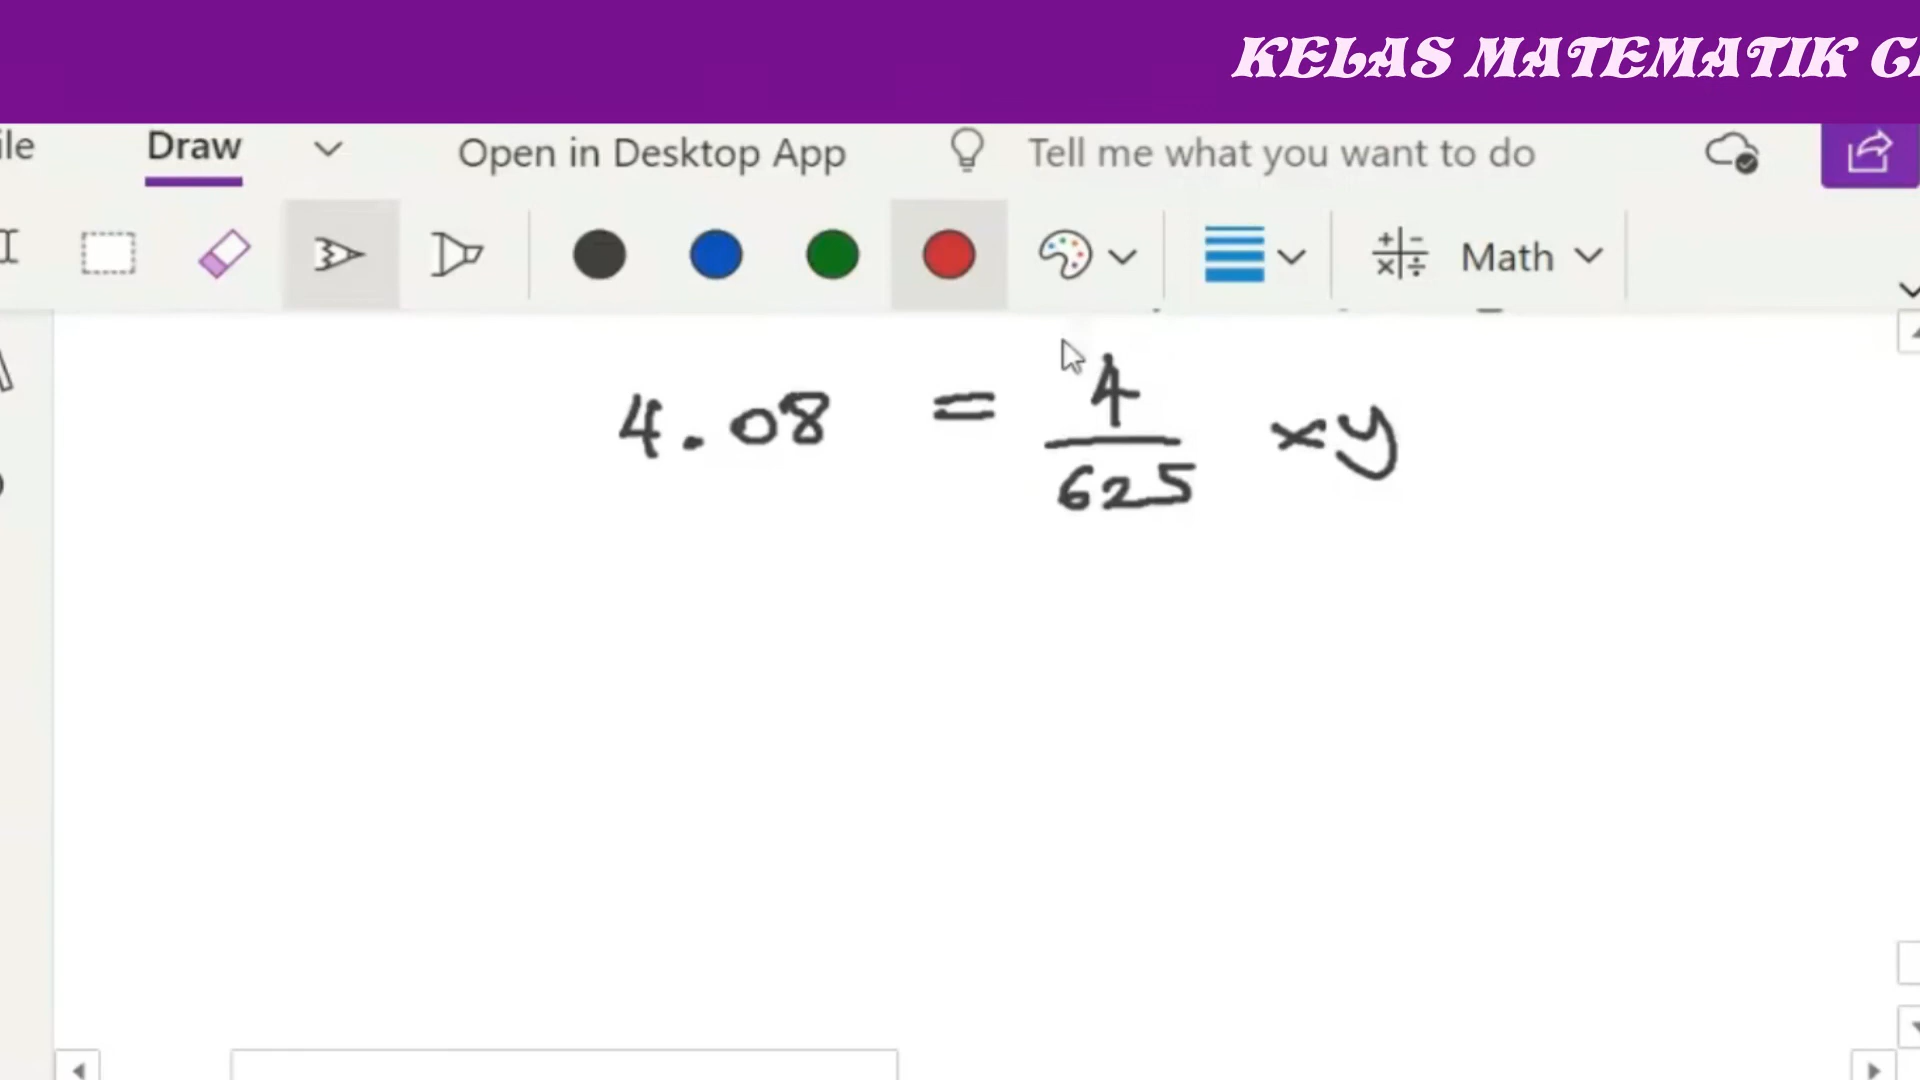 KELAS MATEMATIK
ile Draw Open in Desktop App Tell me what you want to do
Math
4.08 = 4/625 xy